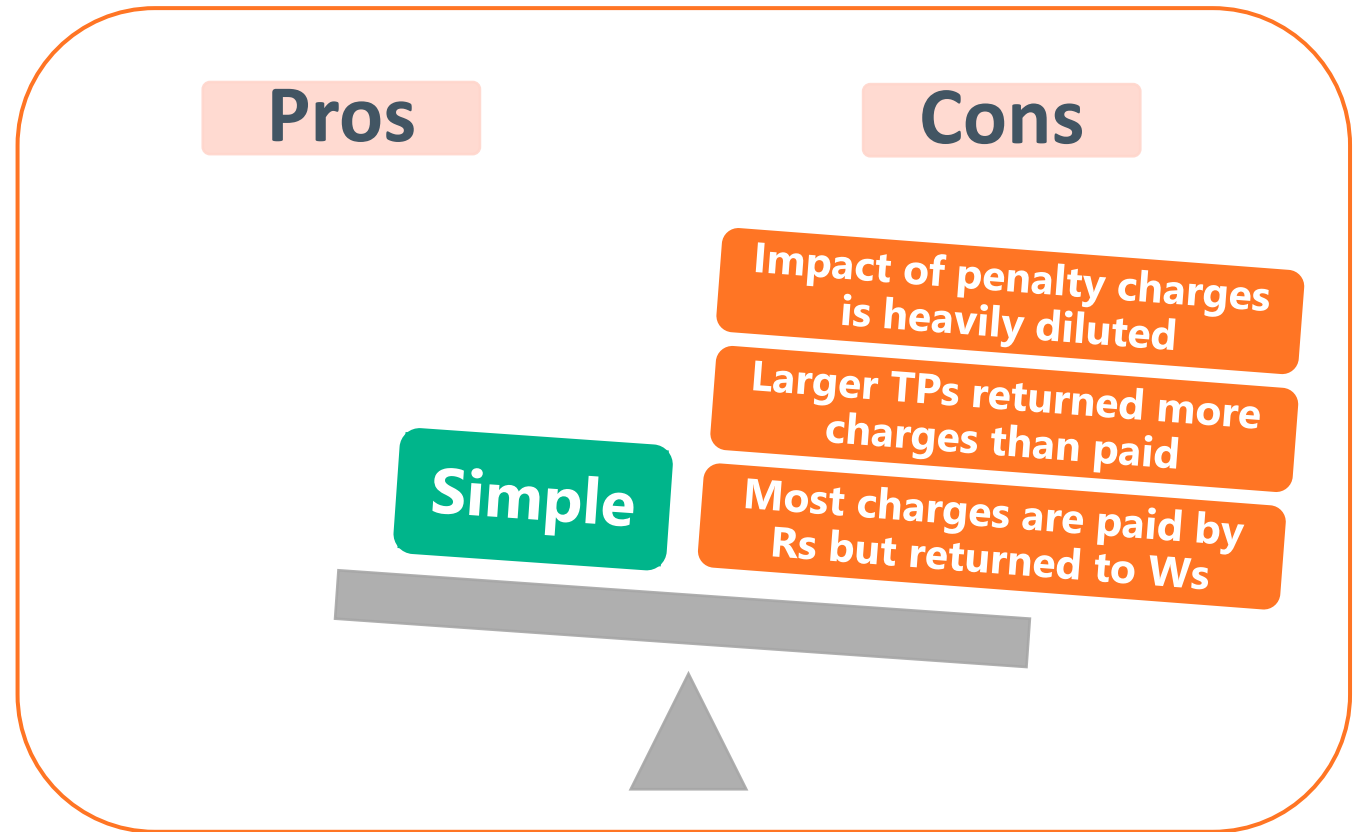 Pros
Cons
Simple
Impact of penalty charges
is heavily diluted
Larger TPs returned more
charges than paid
Most charges are paid by
Rs but returned to Ws